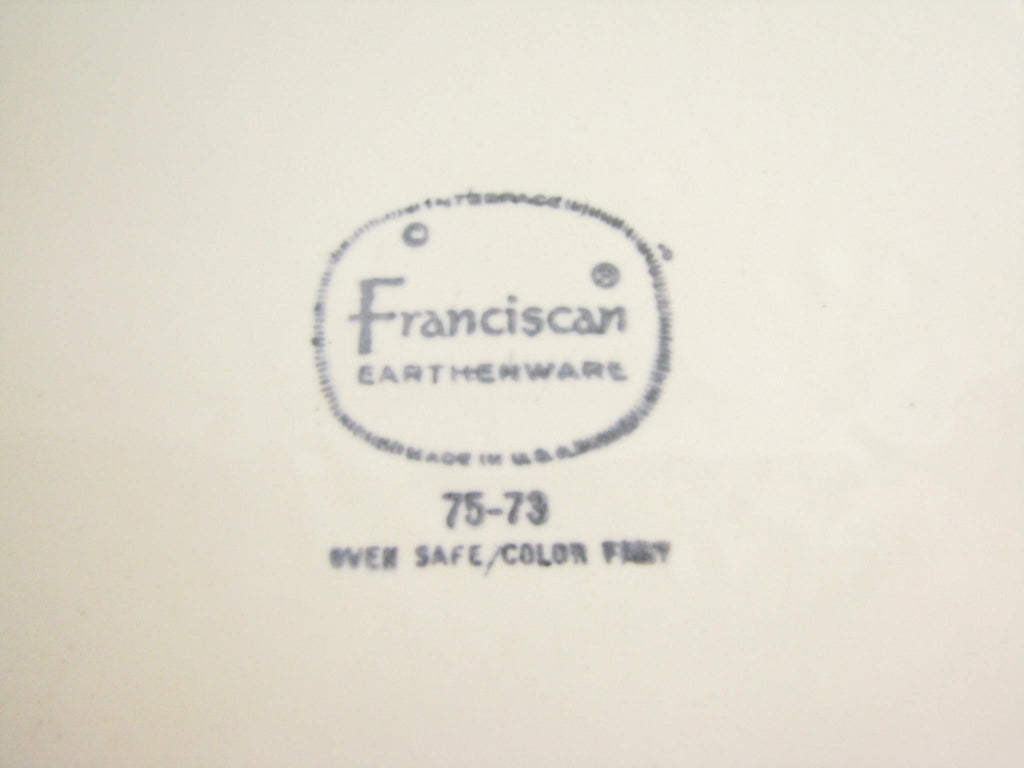 INTERPACE
©
®
Franciscan
EARTHENWARE
MADE IN U.S.A.
75-73
OVEN SAFE/COLOR FAST